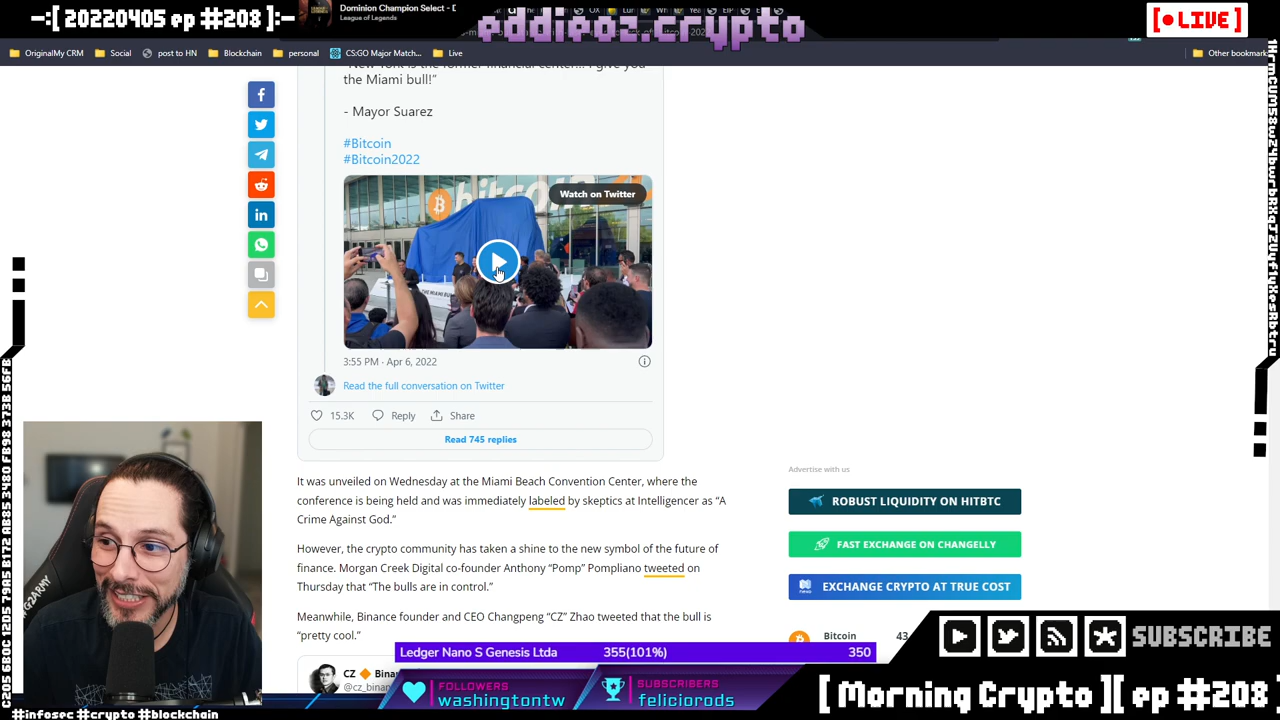 -:[ 20220405 ep #208 ]:-
Dominion Champion Select - D
League of Legends
eddieoz.crypto
[•LIVE]
OriginalMy CRM
Social
post to HN
Blockchain
personal
CS:GO Major Match...
Live
Other bookmark
the Miami bull!"
- Mayor Suarez
#Bitcoin
#Bitcoin2022
bitcoin
Watch on Twitter
3:55 PM · Apr 6, 2022
Read the full conversation on Twitter
15.3K
Reply
Share
Read 745 replies
It was unveiled on Wednesday at the Miami Beach Convention Center, where the
conference is being held and was immediately labeled by skeptics at Intelligencer as “A
Crime Against God.”
However, the crypto community has taken a shine to the new symbol of the future of
finance. Morgan Creek Digital co-founder Anthony “Pomp” Pompliano tweeted on
Thursday that “The bulls are in control.”
Meanwhile, Binance founder and CEO Changpeng “CZ” Zhao tweeted that the bull is
“pretty cool.”
CZ
Binan
@cz_binan
Advertise with us
ROBUST LIQUIDITY ON HITBTC
FAST EXCHANGE ON CHANGELLY
nexo
EXCHANGE CRYPTO AT TRUE COST
Bitcoin
43
Ledger Nano S Genesis Ltda
355(101%)
350
FOLLOWERS
washingtontw
SUBSCRIBERS
feliciorods
SUBSCRIBE
[ Morning Crypto ][ ep #208 ]
#infosec #crypto #blockchain